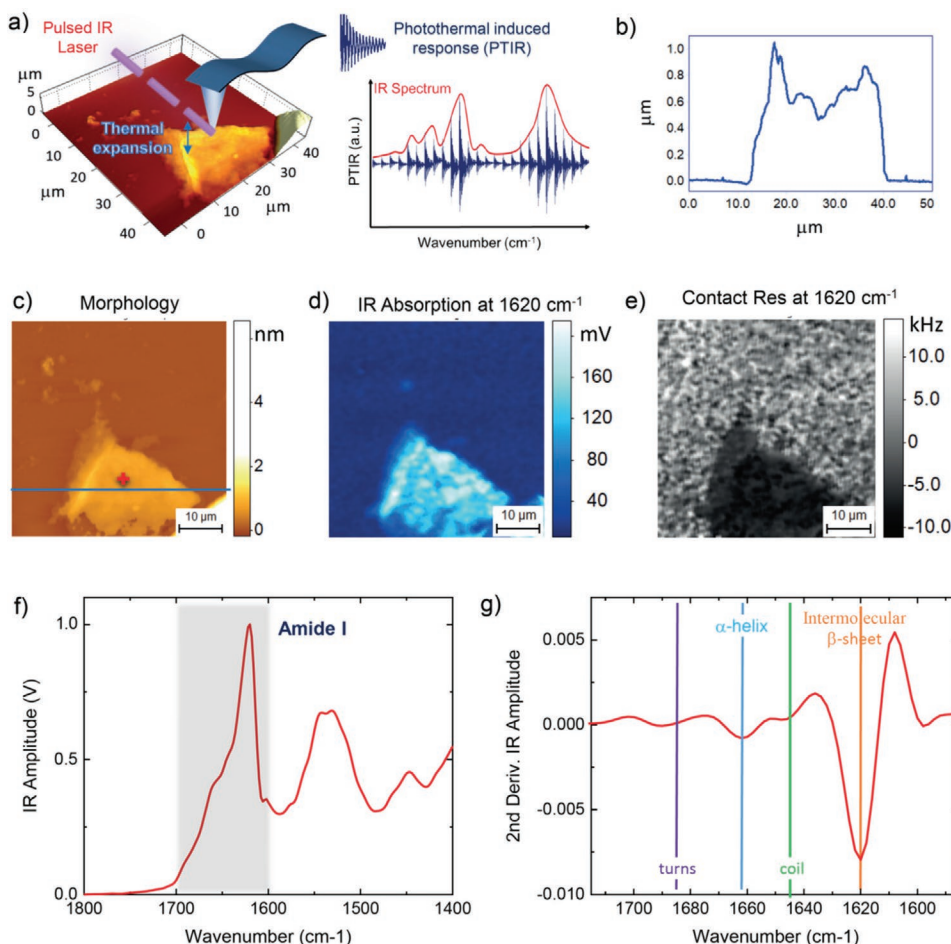 a)
Pulsed IR
Laser
Photothermal induced
response (PTIR)
b)
μm
5
0
0
10
20
30
40
μm
Thermal
expansion
40
30
20
10
0
μm
IR Spectrum
PTIR (a.u.)
Wavenumber (cm-1)
μm
1.0
0.8
0.6
0.4
0.2
0.0
0.0 10.0 20.0 30.0 40.0 50.0
μm
c)
Morphology
nm
4
2
0
10 μm
d)
IR Absorption at 1620 cm-1
mV
160
120
80
40
10 μm
e)
Contact Res at 1620 cm-1
kHz
10.0
5.0
0
-5.0
-10.0
10 μm
f)
Amide I
IR Amplitude (V)
1.0
0.5
0.0
1800 1700 1600 1500 1400
Wavenumber (cm-1)
g)
α-helix
Intermolecular
β-sheet
turns
coil
2nd Deriv. IR Amplitude
0.005
0.000
-0.005
-0.010
1700 1680 1660 1640 1620 1600
Wavenumber (cm-1)